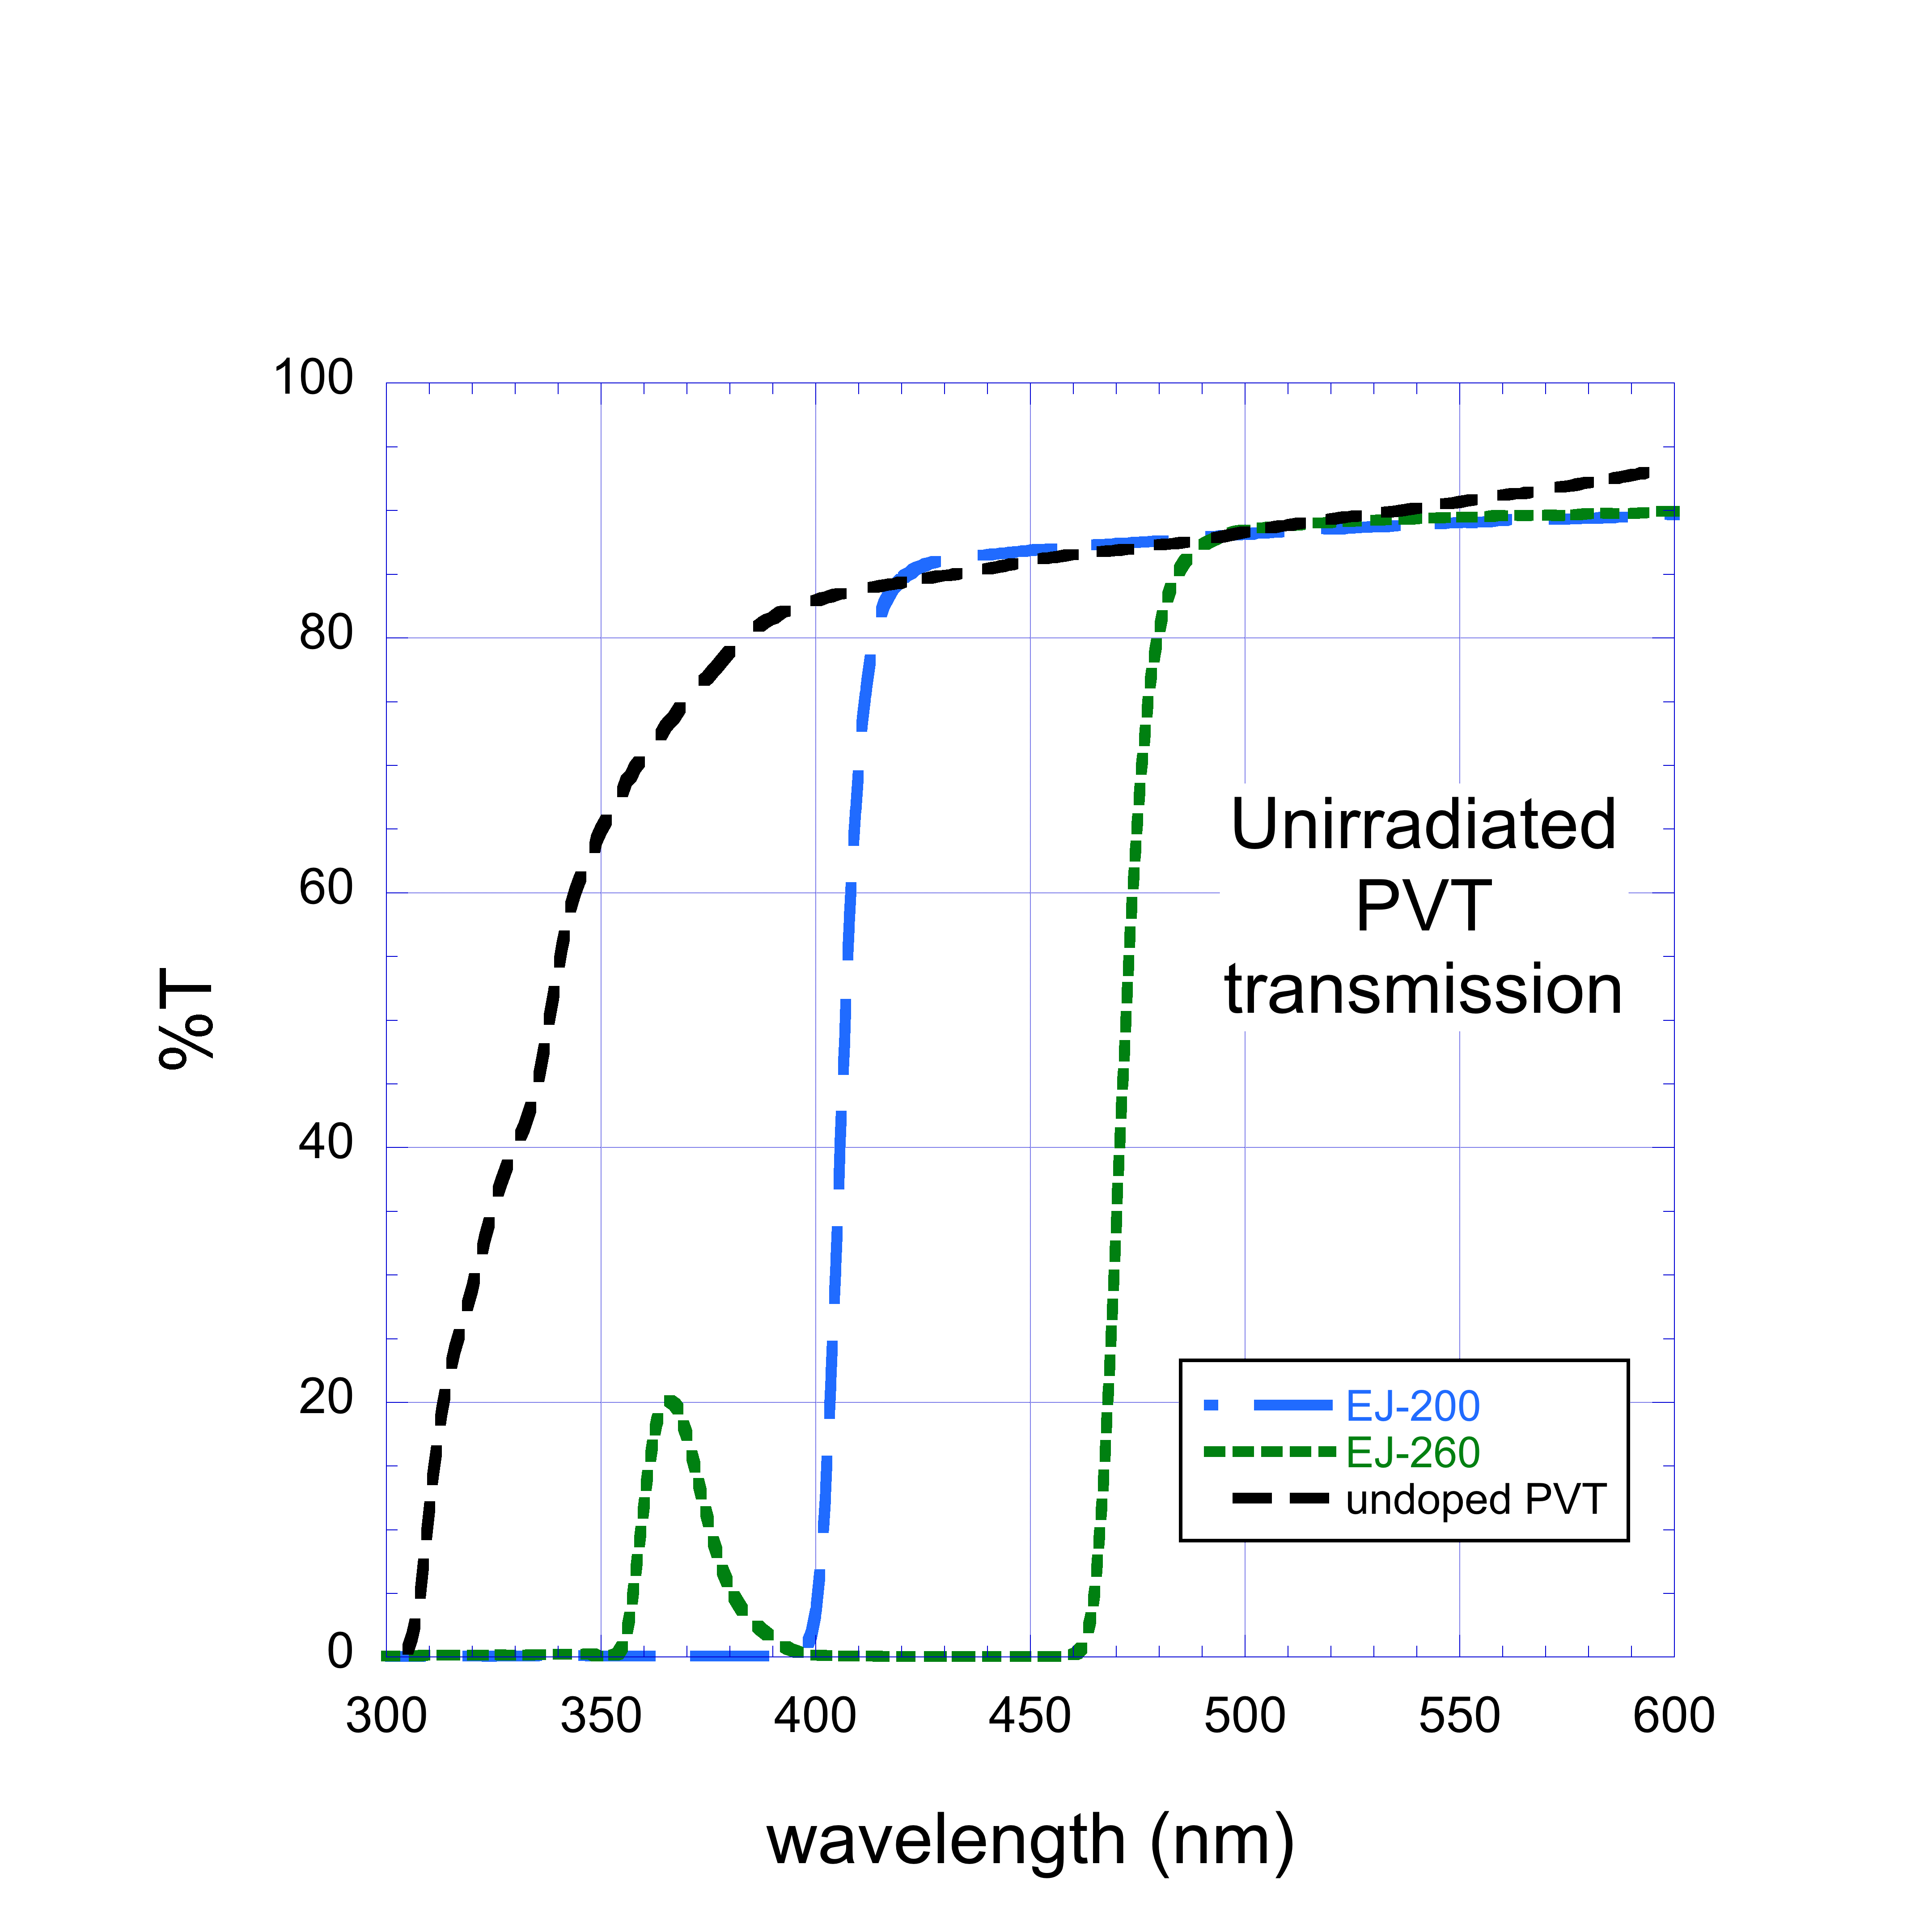 100
80
60
40
20
0
%T
Unirradiated
PVT
transmission
EJ-200
EJ-260
undoped PVT
300 350 400 450 500 550 600
wavelength (nm)